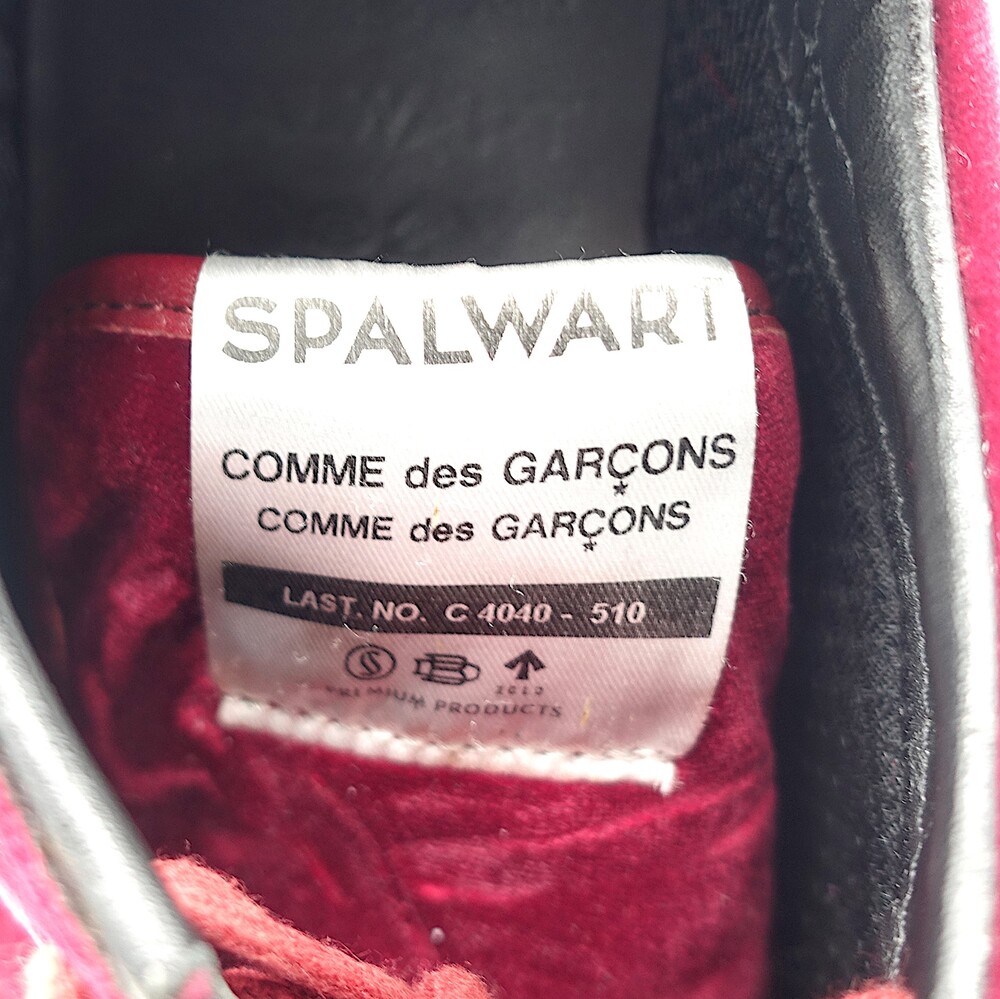 SPALWART
COMME des GARÇONS
COMME des GARÇONS
LAST. NO. C 4040 - 510
PREMIUM PRODUCTS